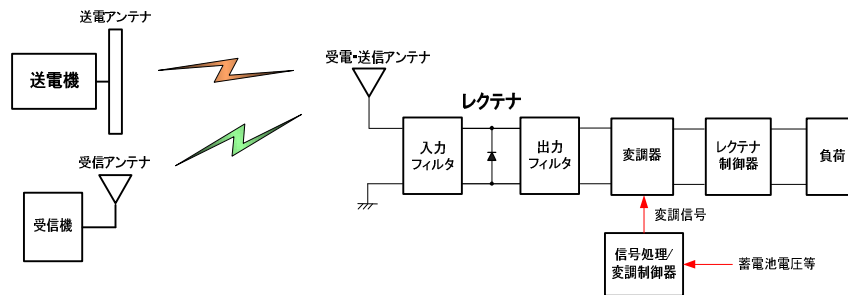 送電アンテナ
送電機
受電・送信アンテナ
レクテナ
入力
フィルタ
出力
フィルタ
変調器
レクテナ
制御器
負荷
受信アンテナ
受信機
変調信号
信号処理/
変調制御器
蓄電池電圧等